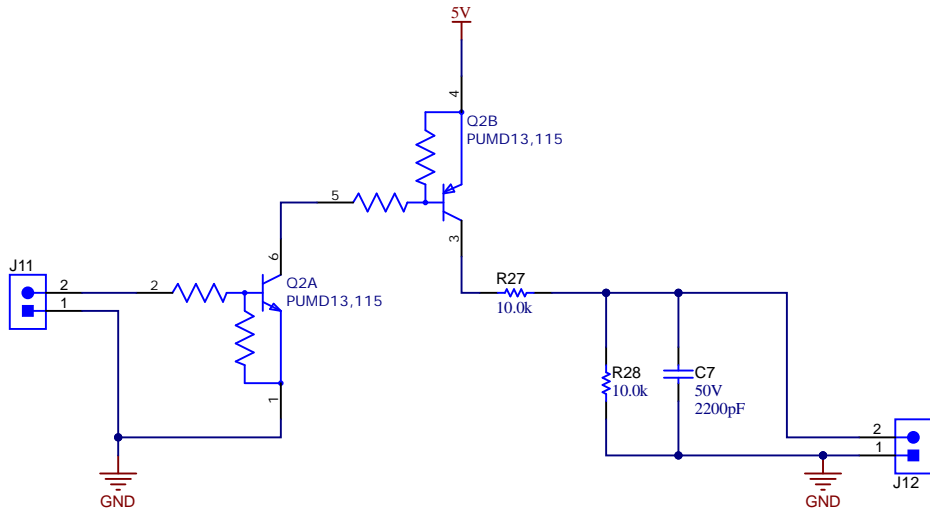 5V
4
Q2B
PUMD13,115
5
3
6
J11
2
1
2
Q2A
PUMD13,115
R27
10.0k
1
R28
10.0k
C7
50V
2200pF
2
1
J12
GND
GND